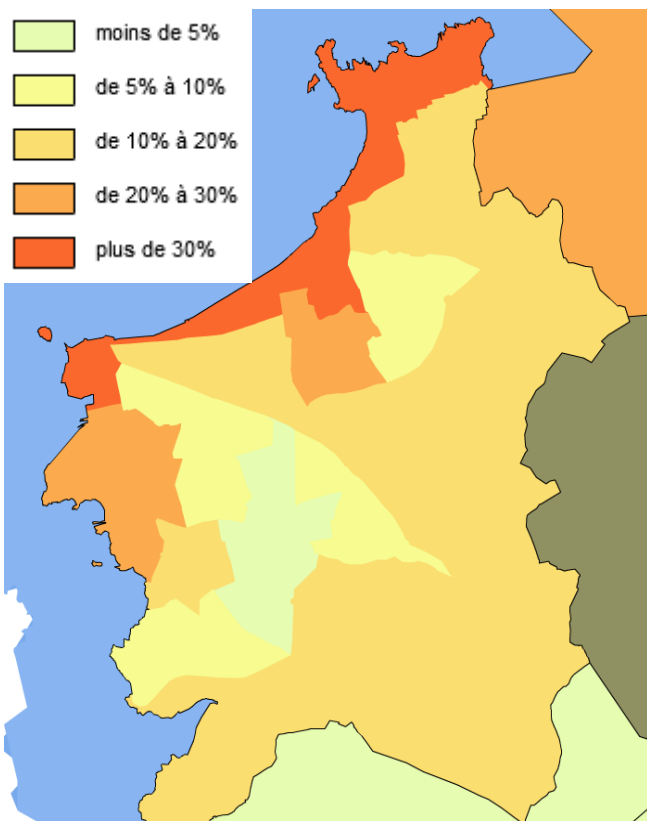 moins de 5%
de 5% à 10%
de 10% à 20%
de 20% à 30%
plus de 30%